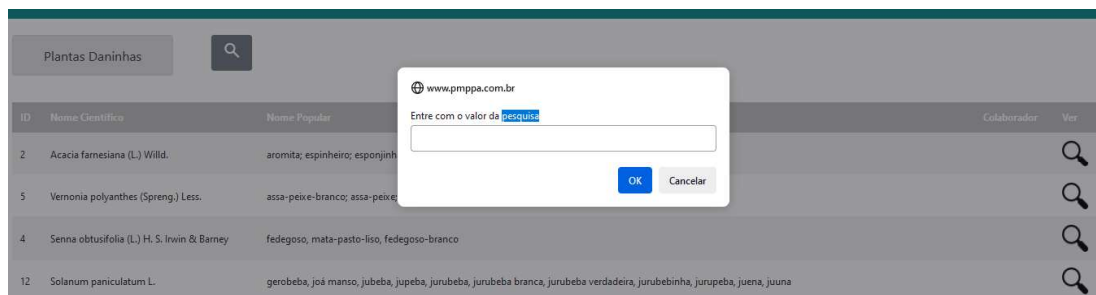 Plantas Daninhas
www.pmppa.com.br
Entre com o valor da pesquisa
OK Cancelar
ID Nome Científico Nome Popular Colaborador Ver
2 Acacia farnesiana (L.) Willd. aromita; espinheiro; esponjinh
5 Vernonia polyanthes (Spreng.) Less. assa-peixe-branco; assa-peixe;
4 Senna obtusifolia (L.) H. S. Irwin & Barney fedegoso, mata-pasto-liso, fedegoso-branco
12 Solanum paniculatum L. gerobeba, joá manso, jubeba, jupeba, jurubeba, jurubeba branca, jurubeba verdadeira, jurubebinha, jurupeba, juena, juuna